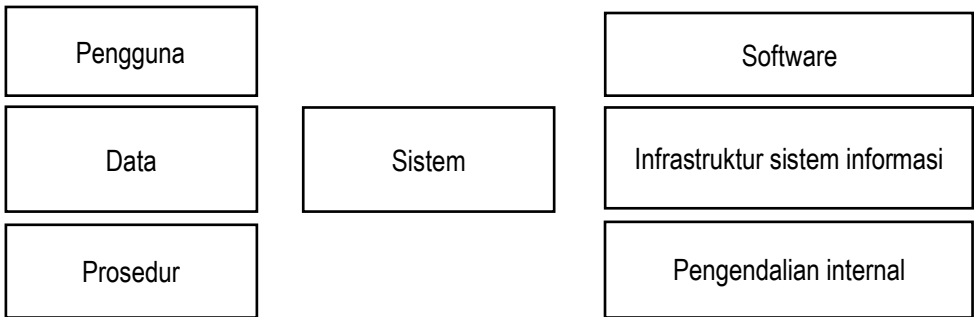 Pengguna
Software
Data
Sistem
Infrastruktur sistem informasi
Prosedur
Pengendalian internal